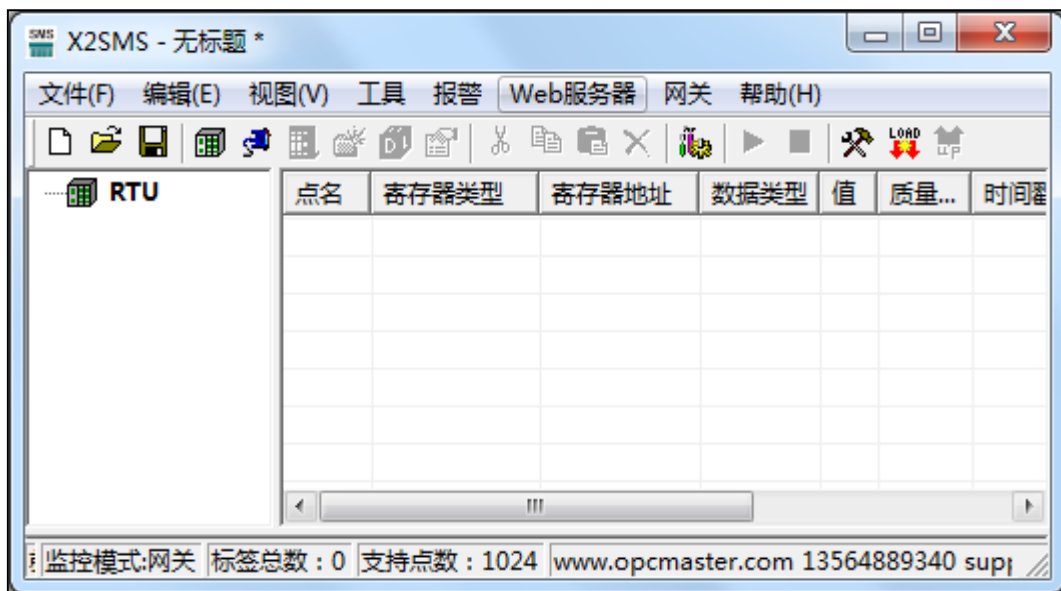 SMS X2SMS - 无标题 *
文件(F) 编辑(E) 视图(V) 工具 报警 Web服务器 网关 帮助(H)
LOAD
RTU
点名 寄存器类型 寄存器地址 数据类型 值 质量... 时间
监控模式:网关 标签总数：0 支持点数：1024 www.opcmaster.com 13564889340